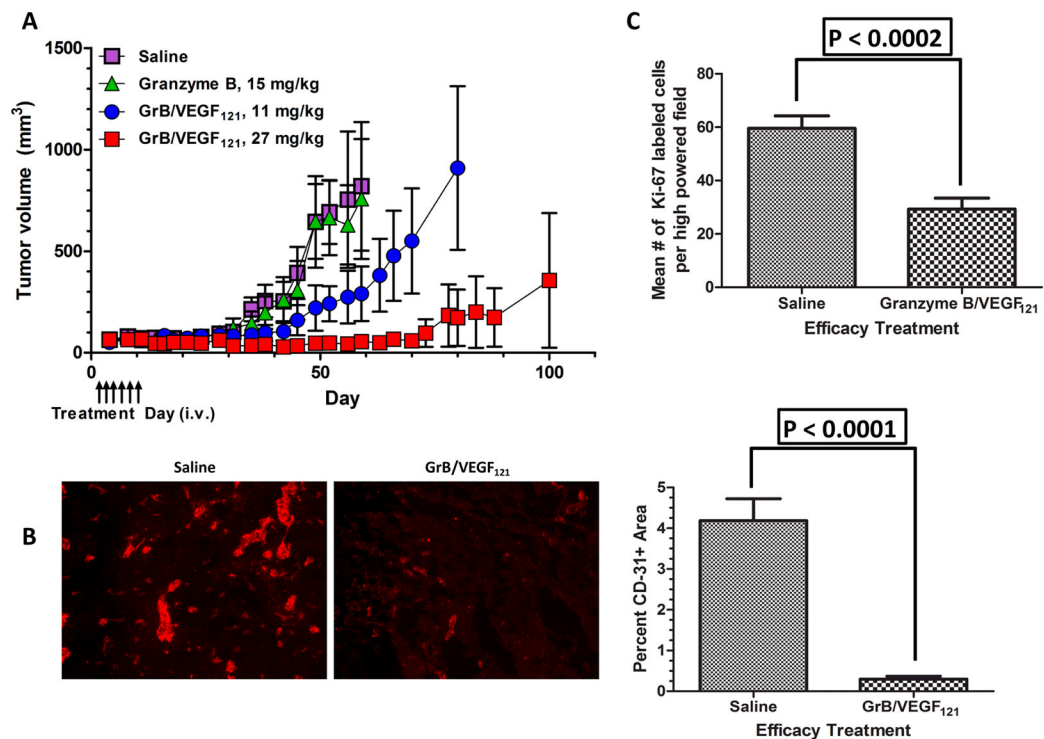 A
Saline
Granzyme B, 15 mg/kg
GrB/VEGF₁₂₁, 11 mg/kg
GrB/VEGF₁₂₁, 27 mg/kg
Tumor volume (mm³)
1500
1000
500
0
0
50
100
Day
Treatment Day (i.v.)
B
Saline
GrB/VEGF₁₂₁
C
P < 0.0002
Mean # of Ki-67 labeled cells
per high powered field
80
60
40
20
0
Saline
Granzyme B/VEGF₁₂₁
Efficacy Treatment
P < 0.0001
Percent CD-31+ Area
5
4
3
2
1
0
Saline
GrB/VEGF₁₂₁
Efficacy Treatment